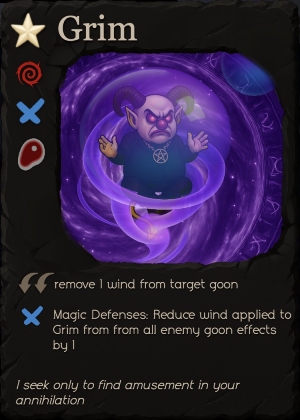 Grim
remove 1 wind from target goon
Magic Defenses: Reduce wind applied to
Grim from from all enemy goon effects
by 1
I seek only to find amusement in your
annihilation